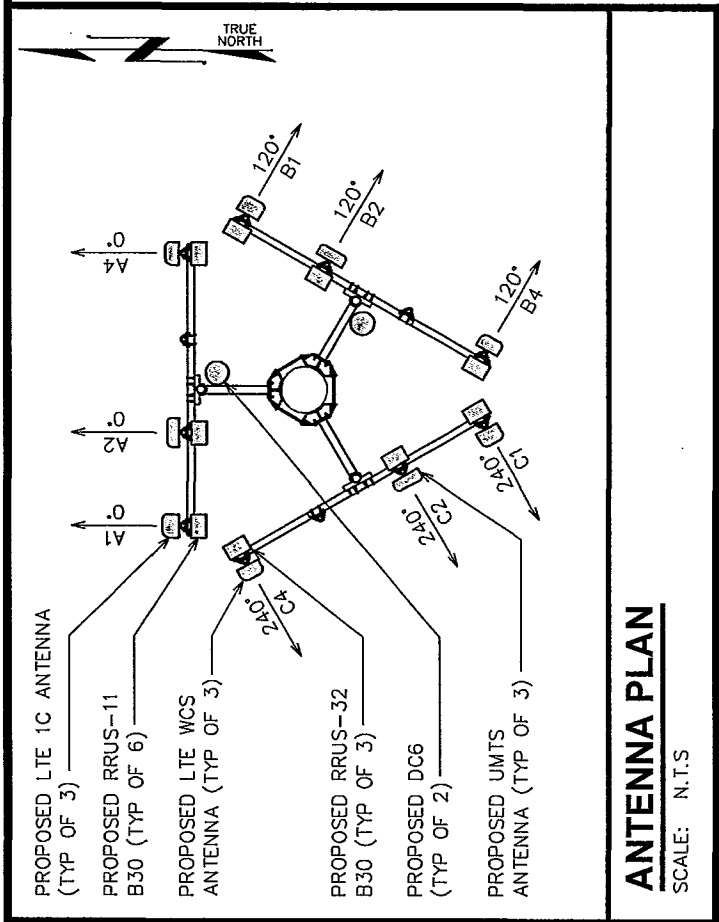 TRUE
NORTH
A1
0°
A2
0°
A4
0°
120°
B1
120°
B2
120°
B4
240°
C4
240°
C2
240°
C1
PROPOSED LTE 1C ANTENNA
(TYP OF 3)
PROPOSED RRUS-11
B30 (TYP OF 6)
PROPOSED LTE WCS
ANTENNA (TYP OF 3)
PROPOSED RRUS-32
B30 (TYP OF 3)
PROPOSED DC6
(TYP OF 2)
PROPOSED UMTS
ANTENNA (TYP OF 3)
ANTENNA PLAN
SCALE: N.T.S